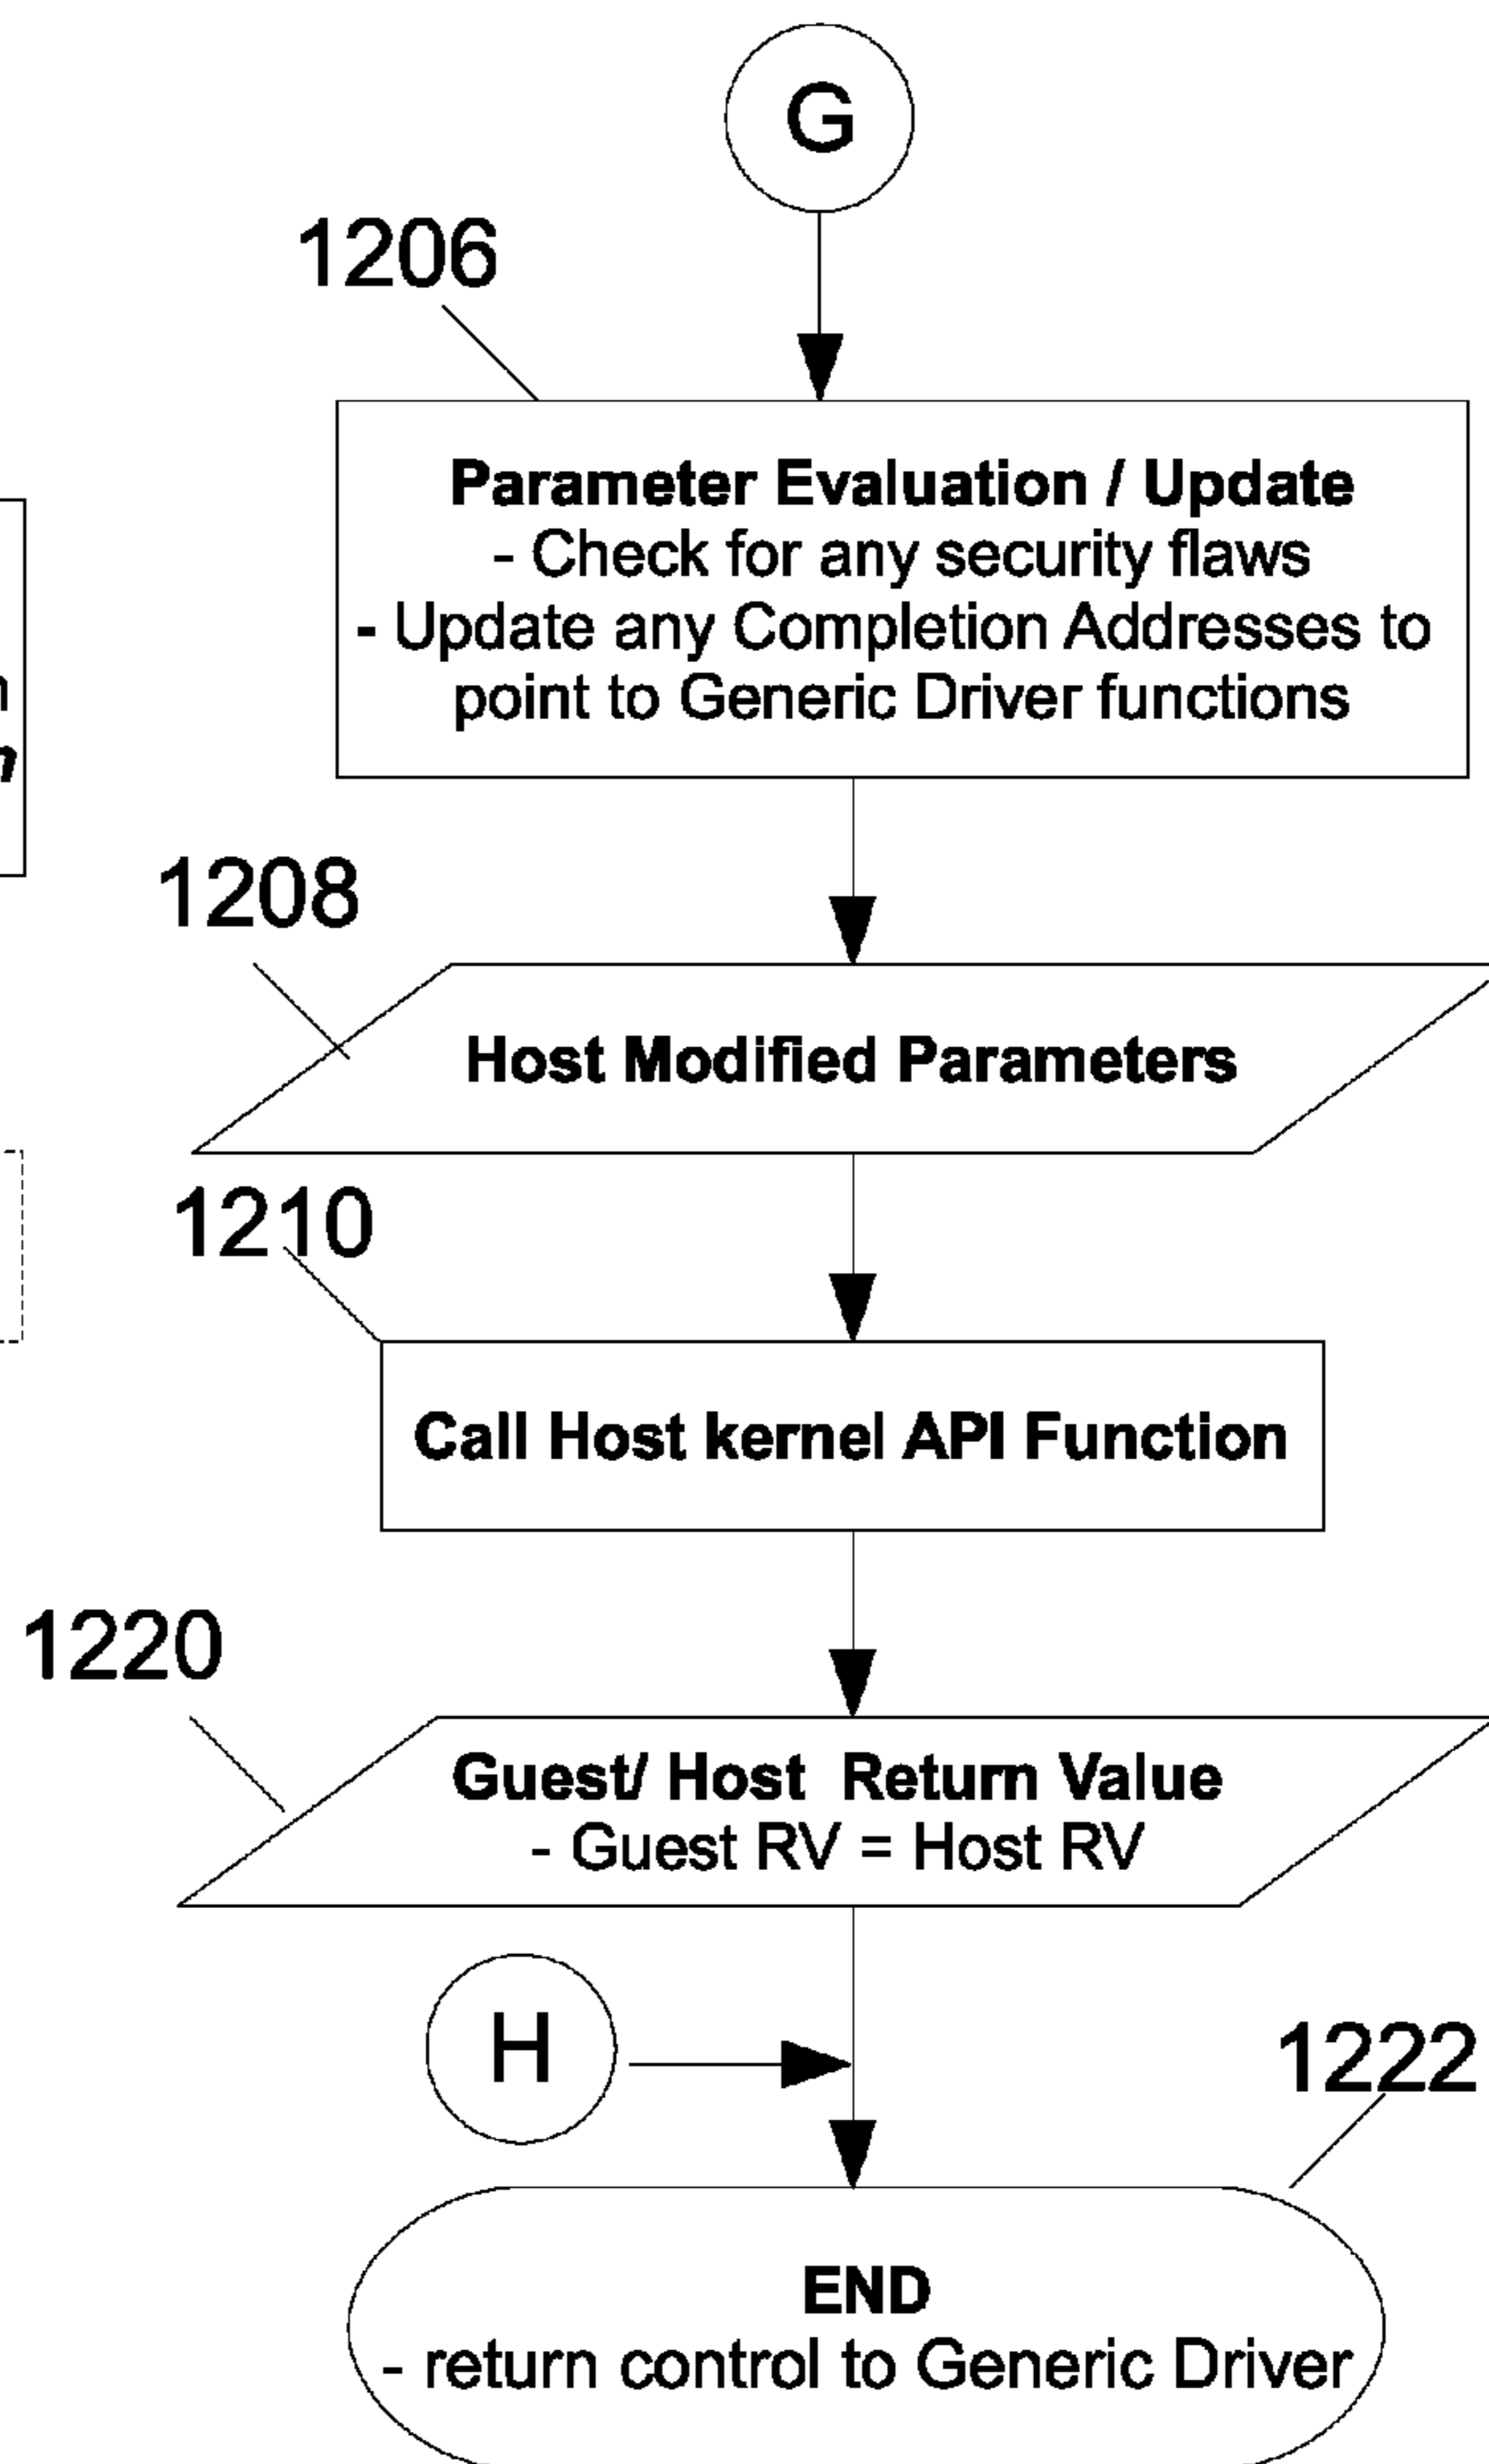 G
1206
Parameter Evaluation / Update
- Check for any security flaws
- Update any Completion Addresses to
point to Generic Driver functions
1208
Host Modified Parameters
1210
Call Host kernel API Function
1220
Guest/ Host Return Value
- Guest RV = Host RV
H
1222
END
- return control to Generic Driver